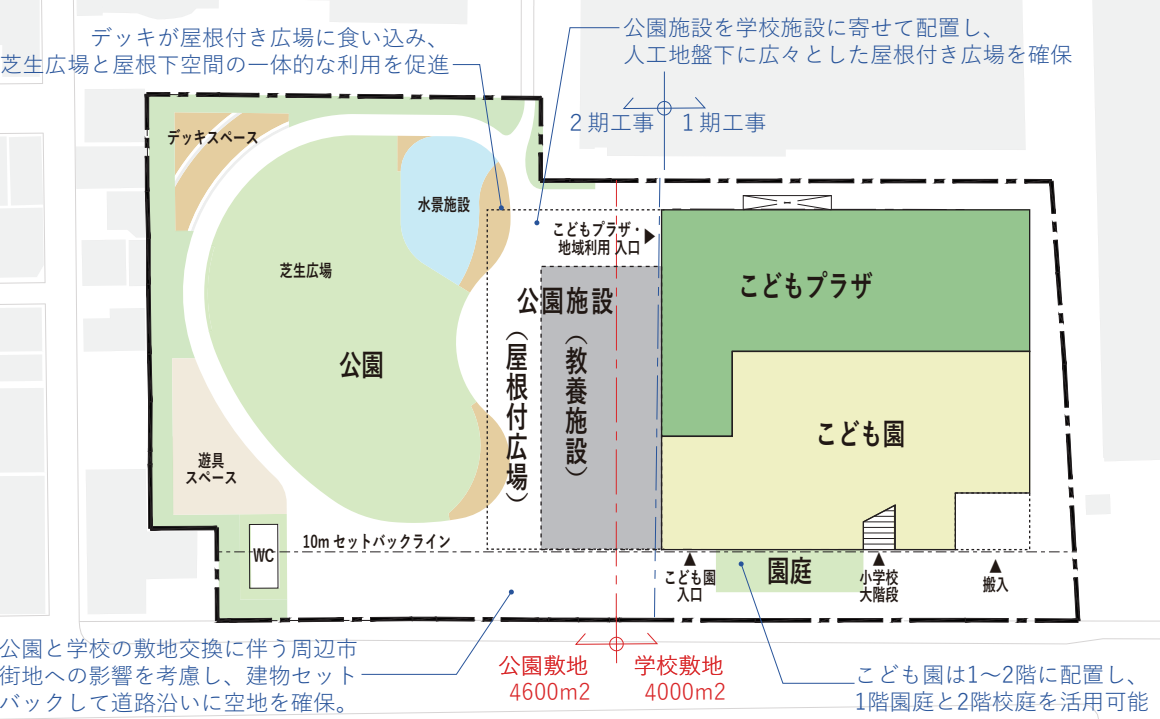 デッキが屋根付き広場に食い込み、
芝生広場と屋根下空間の一体的な利用を促進
公園施設を学校施設に寄せて配置し、
人工地盤下に広々とした屋根付き広場を確保
2期工事
1期工事
デッキスペース
水景施設
こどもプラザ・
地域利用 入口
芝生広場
公園施設
こどもプラザ
公園
（屋根付広場）
（教養施設）
こども園
遊具
スペース
WC
10mセットバックライン
こども園
入口
園庭
小学校
大階段
搬入
公園と学校の敷地交換に伴う周辺市
街地への影響を考慮し、建物セット
バックして道路沿いに空地を確保。
公園敷地
4600m2
学校敷地
4000m2
こども園は1〜2階に配置し、
1階園庭と2階校庭を活用可能